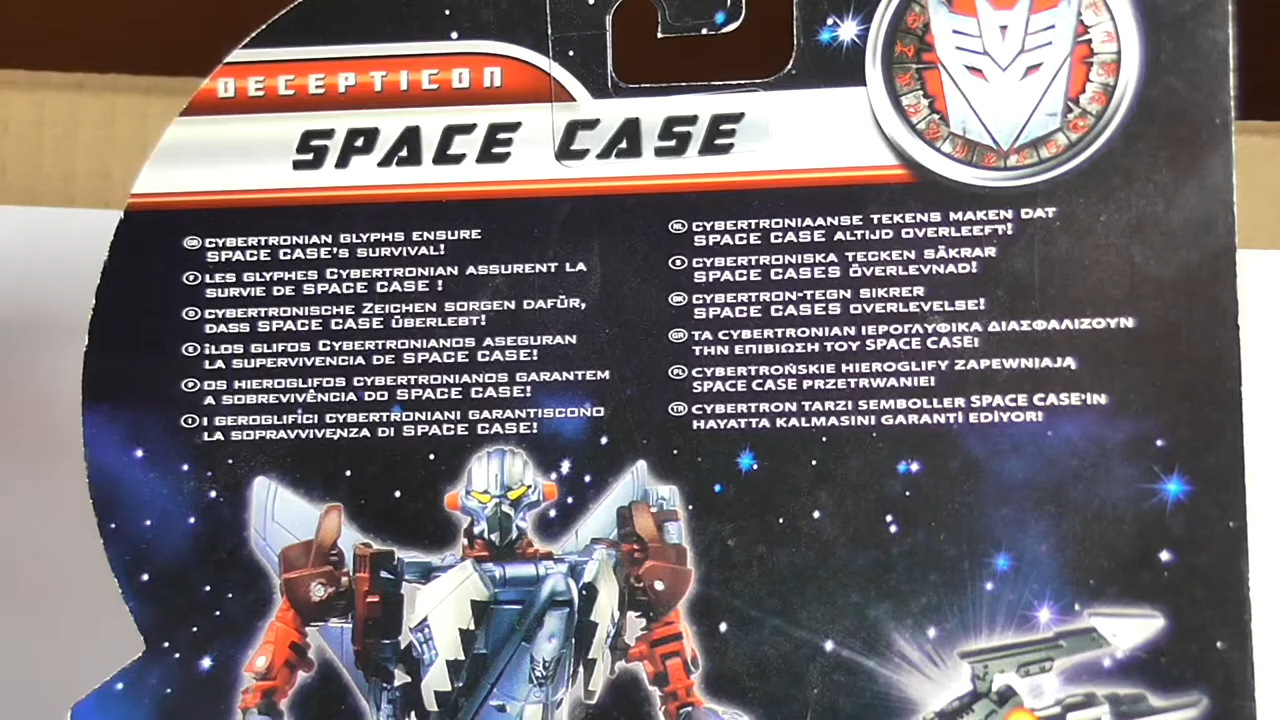 DECEPTICON
SPACE CASE
GB CYBERTRONIAN GLYPHS ENSURE
SPACE CASE'S SURVIVAL!
F LES GLYPHES CYBERTRONIAN ASSURENT LA
SURVIE DE SPACE CASE !
D CYBERTRONISCHE ZEICHEN SORGEN DAFÜR,
DASS SPACE CASE ÜBERLEBT!
E ¡LOS GLIFOS CYBERTRONIANOS ASEGURAN
LA SUPERVIVENCIA DE SPACE CASE!
P OS HIEROGLIFOS CYBERTRONIANOS GARANTEM
A SOBREVIVÊNCIA DO SPACE CASE!
I I GEROGLIFICI CYBERTRONIANI GARANTISCONO
LA SOPRAVVIVENZA DI SPACE CASE!
NL CYBERTRONIAANSE TEKENS MAKEN DAT
SPACE CASE ALTIJD OVERLEEFT!
S CYBERTRONISKA TECKEN SÄKRAR
SPACE CASES ÖVERLEVNAD!
DK CYBERTRON-TEGN SIKRER
SPACE CASES OVERLEVELSE!
GR ΤΑ CYBERTRONIAN ΙΕΡΟΓΛΥΦΙΚΑ ΔΙΑΣΦΑΛΙΖΟΥΝ
ΤΗΝ ΕΠΙΒΙΩΣΗ ΤΟΥ SPACE CASE!
PL CYBERTROŃSKIE HIEROGLIFY ZAPEWNIAJĄ
SPACE CASE PRZETRWANIE!
TR CYBERTRON TARZI SEMBOLLER SPACE CASE'IN
HAYATTA KALMASINI GARANTİ EDİYOR!